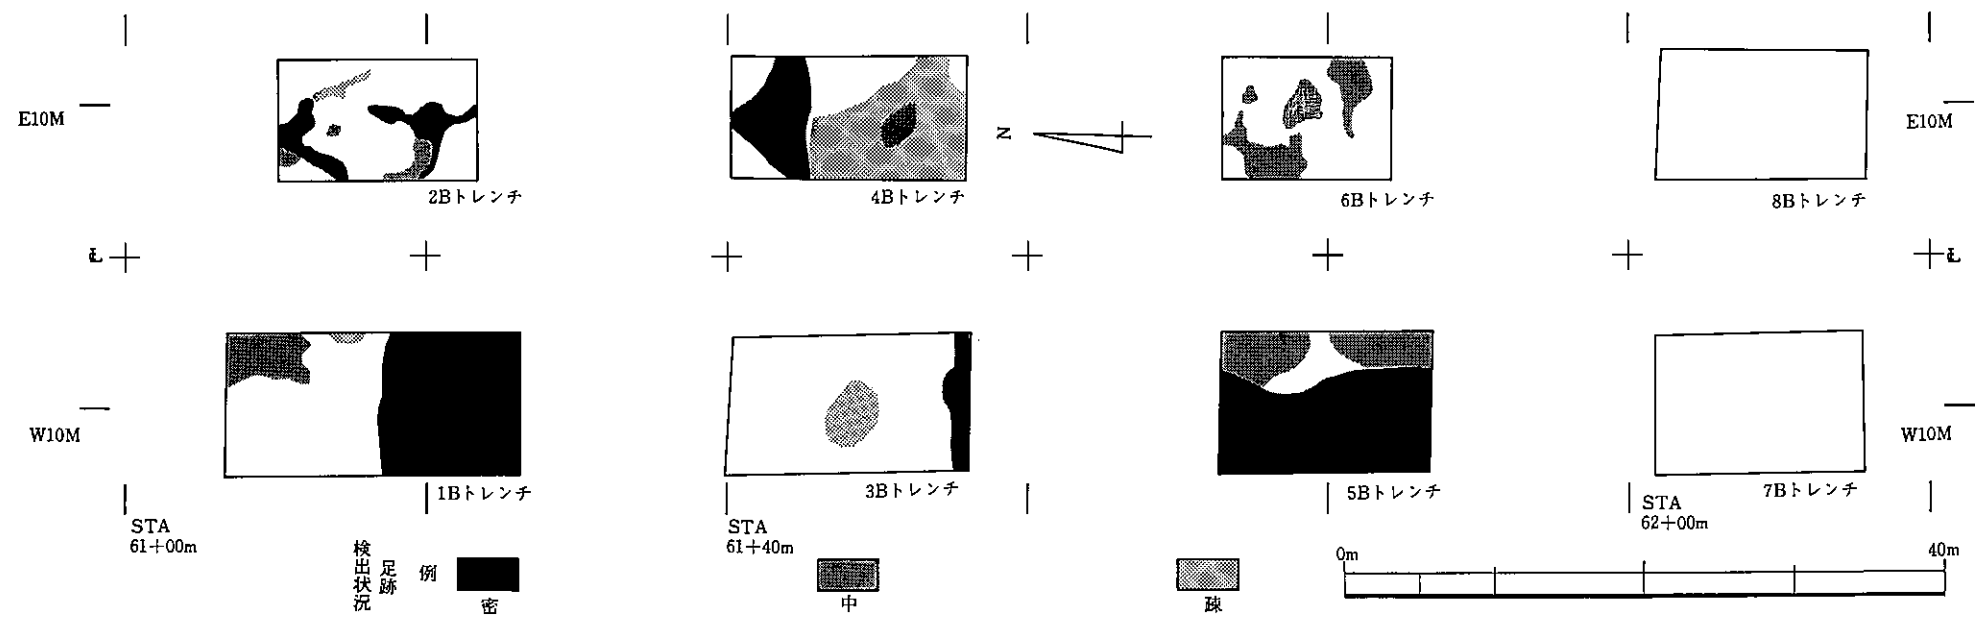 E10M
2Bトレンチ
4Bトレンチ
N
6Bトレンチ
8Bトレンチ
E10M
℄
℄
W10M
1Bトレンチ
3Bトレンチ
5Bトレンチ
7Bトレンチ
W10M
STA
61+00m
STA
61+40m
STA
62+00m
検出状況
足跡
例
密
中
疎
0m
40m